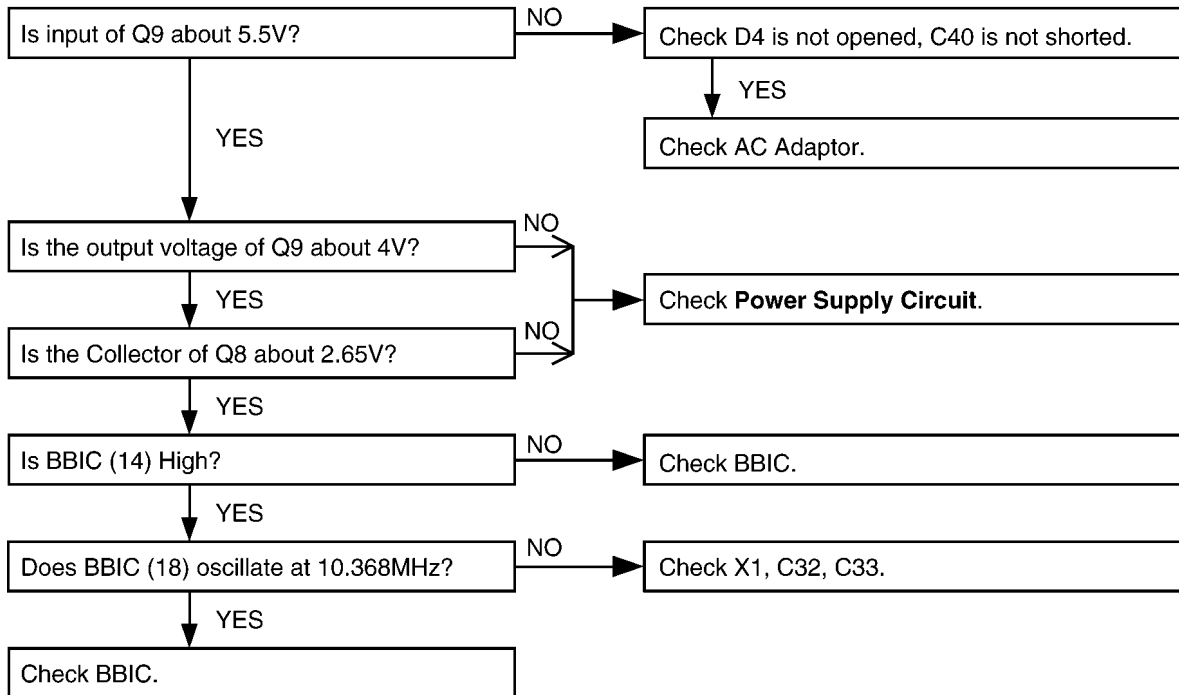 Is input of Q9 about 5.5V?
NO
Check D4 is not opened, C40 is not shorted.
YES
YES
Check AC Adaptor.
Is the output voltage of Q9 about 4V?
NO
YES
Check Power Supply Circuit.
Is the Collector of Q8 about 2.65V?
NO
YES
Is BBIC (14) High?
NO
Check BBIC.
YES
Does BBIC (18) oscillate at 10.368MHz?
NO
Check X1, C32, C33.
YES
Check BBIC.